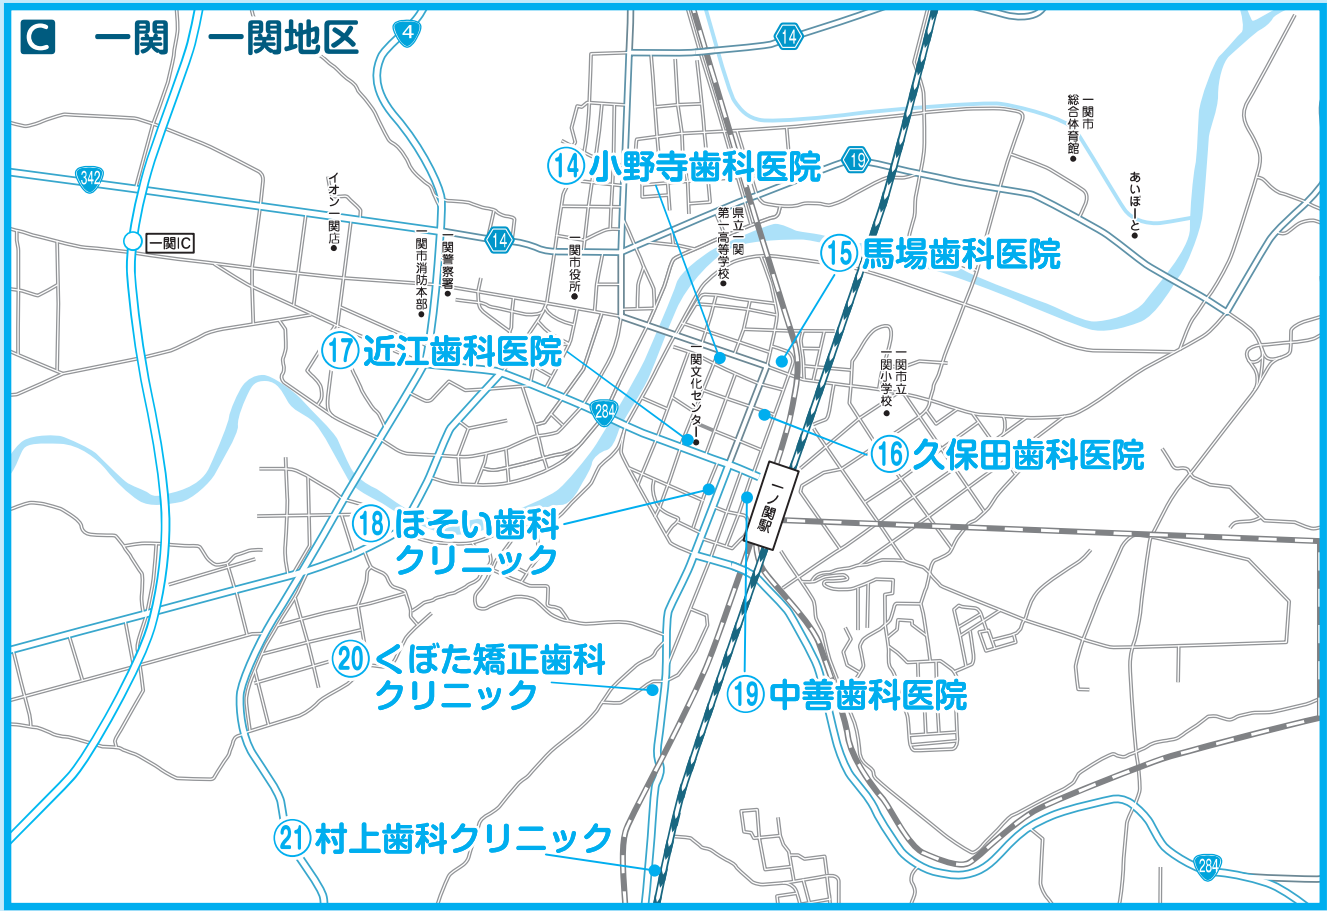 C 一関 一関地区
4
14
342
19
⑭小野寺歯科医院
一関市
総合体育館
あいぽーと
イオン一関店
県立一関
第一高等学校
14
一関IC
一関市消防本部
一関警察署
一関市役所
⑮馬場歯科医院
⑰近江歯科医院
一関文化センター
一関市立
一関小学校
284
⑯久保田歯科医院
一ノ関駅
⑱ほそい歯科
クリニック
⑳くぼた矯正歯科
クリニック
⑲中善歯科医院
㉑村上歯科クリニック
284